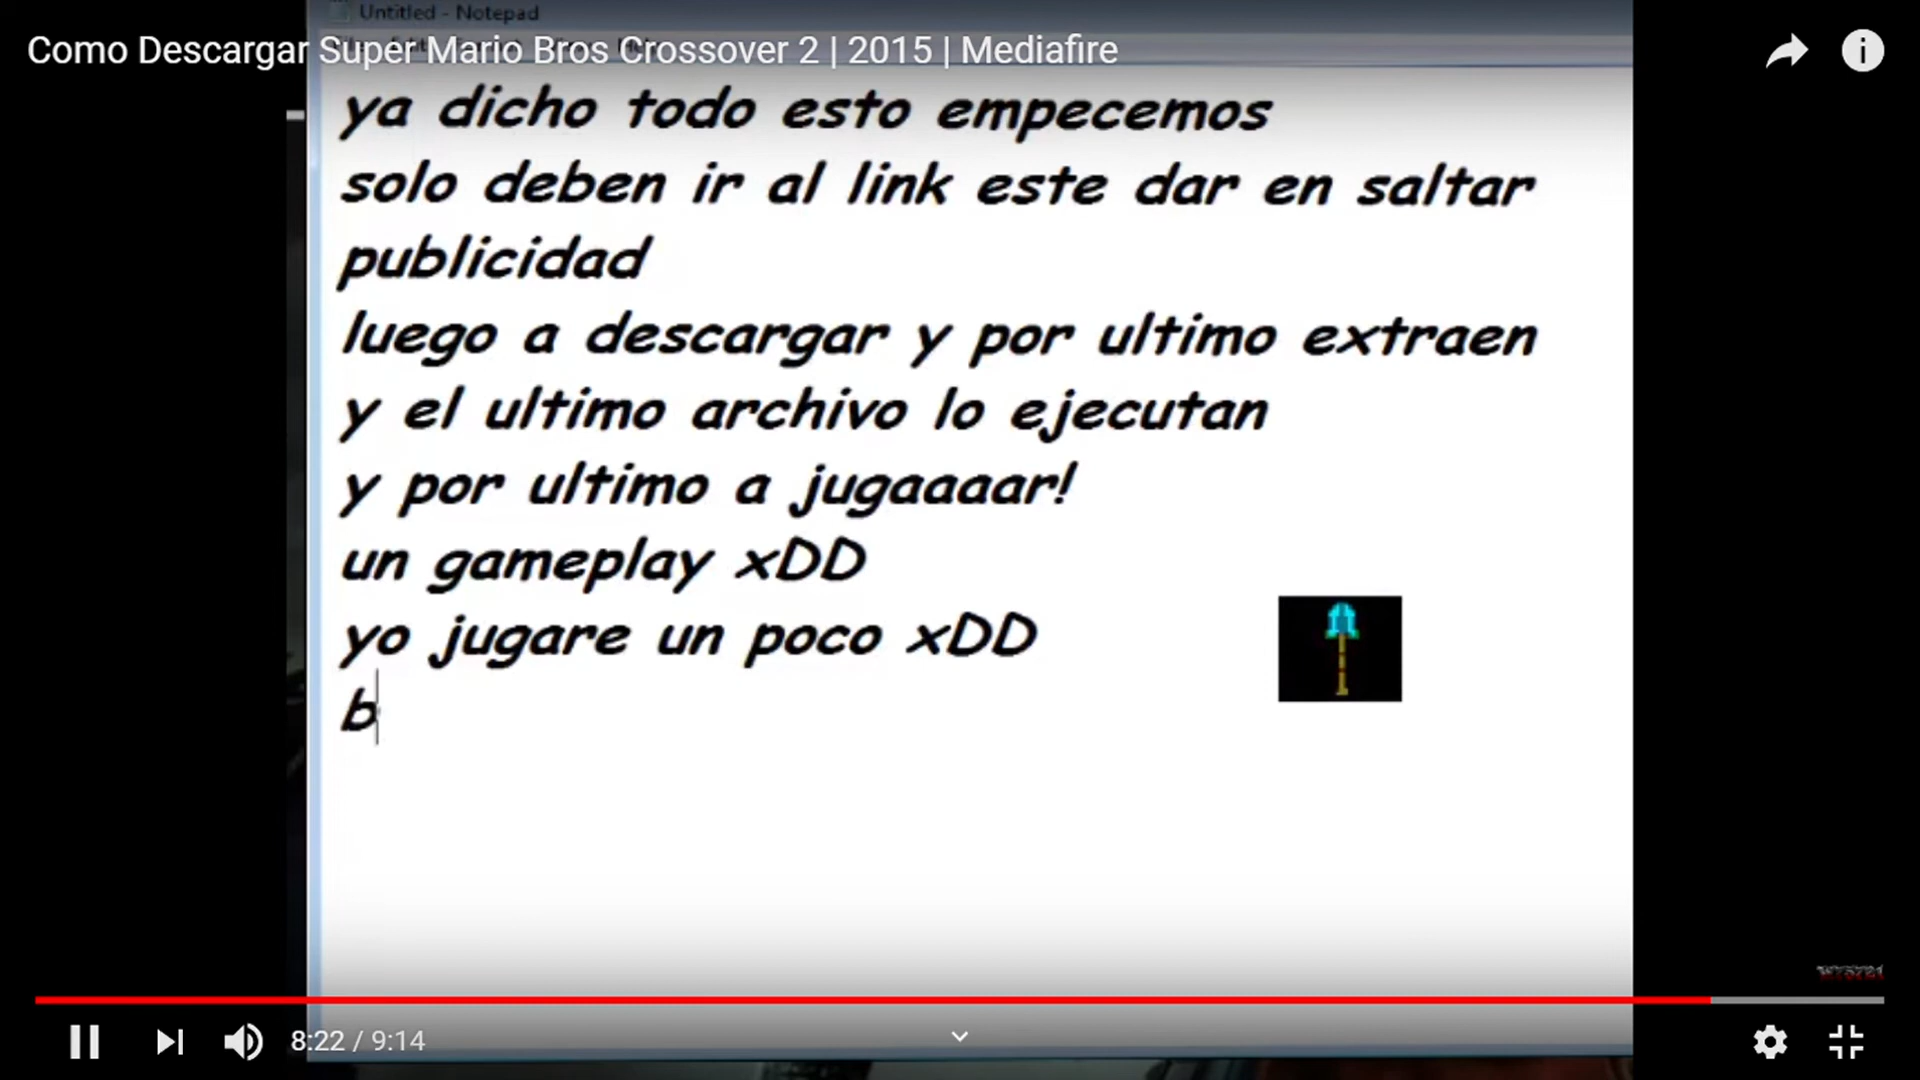 Untitled - Notepad
Como Descargar Super Mario Bros Crossover 2 | 2015 | Mediafire
ya dicho todo esto empecemos
solo deben ir al link este dar en saltar
publicidad
luego a descargar y por ultimo extraen
y el ultimo archivo lo ejecutan
y por ultimo a jugaaaar!
un gameplay xDD
yo jugare un poco xDD
b
8:22 / 9:14